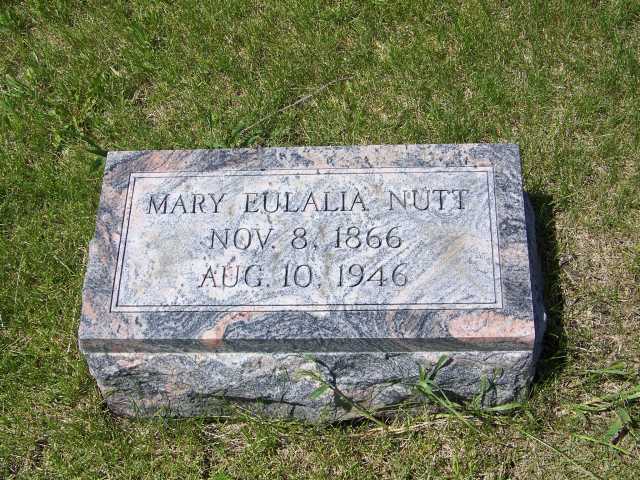 MARY EULALIA NUTT
NOV. 8, 1866
AUG. 10, 1946